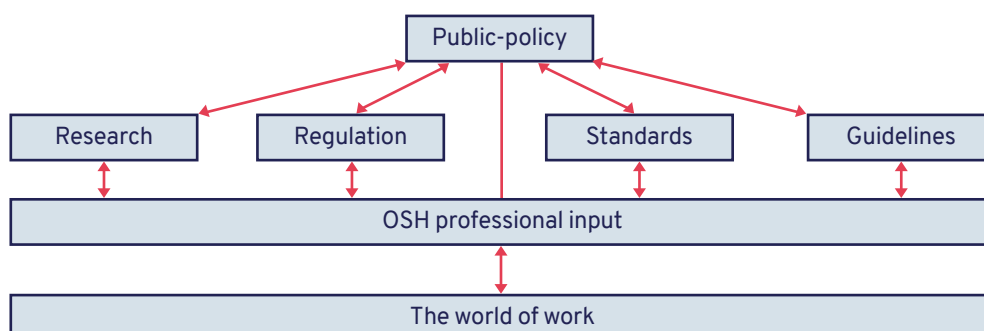 Public-policy
Research
Regulation
Standards
Guidelines
OSH professional input
The world of work